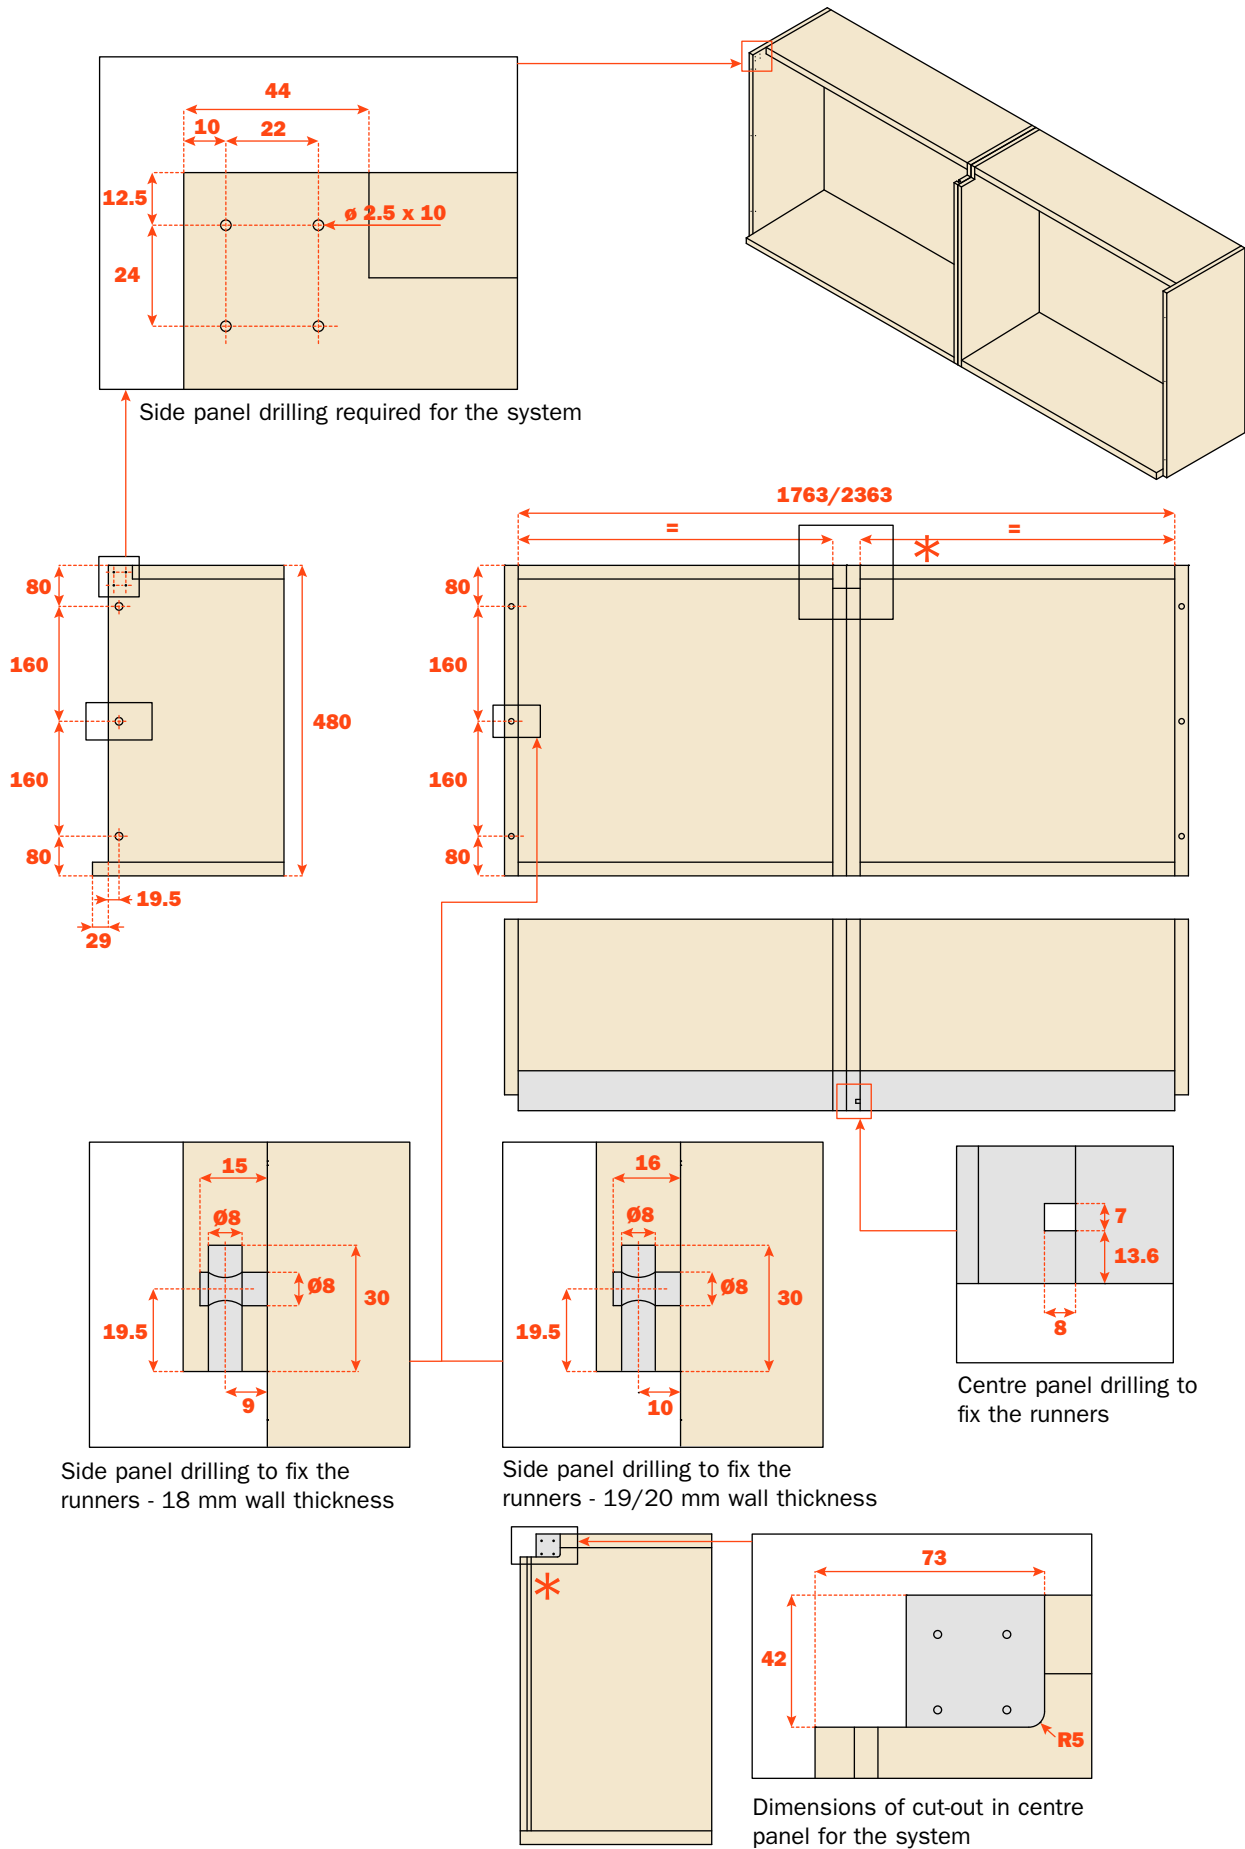 44
10
22
12.5
ø 2.5 x 10
24
Side panel drilling required for the system
1763/2363
=
=
*
80
160
160
80
480
19.5
29
80
160
160
80
15
Ø8
Ø8
30
19.5
9
Side panel drilling to fix the
runners - 18 mm wall thickness
16
Ø8
Ø8
30
19.5
10
Side panel drilling to fix the
runners - 19/20 mm wall thickness
7
13.6
8
Centre panel drilling to
fix the runners
*
73
42
R5
Dimensions of cut-out in centre
panel for the system